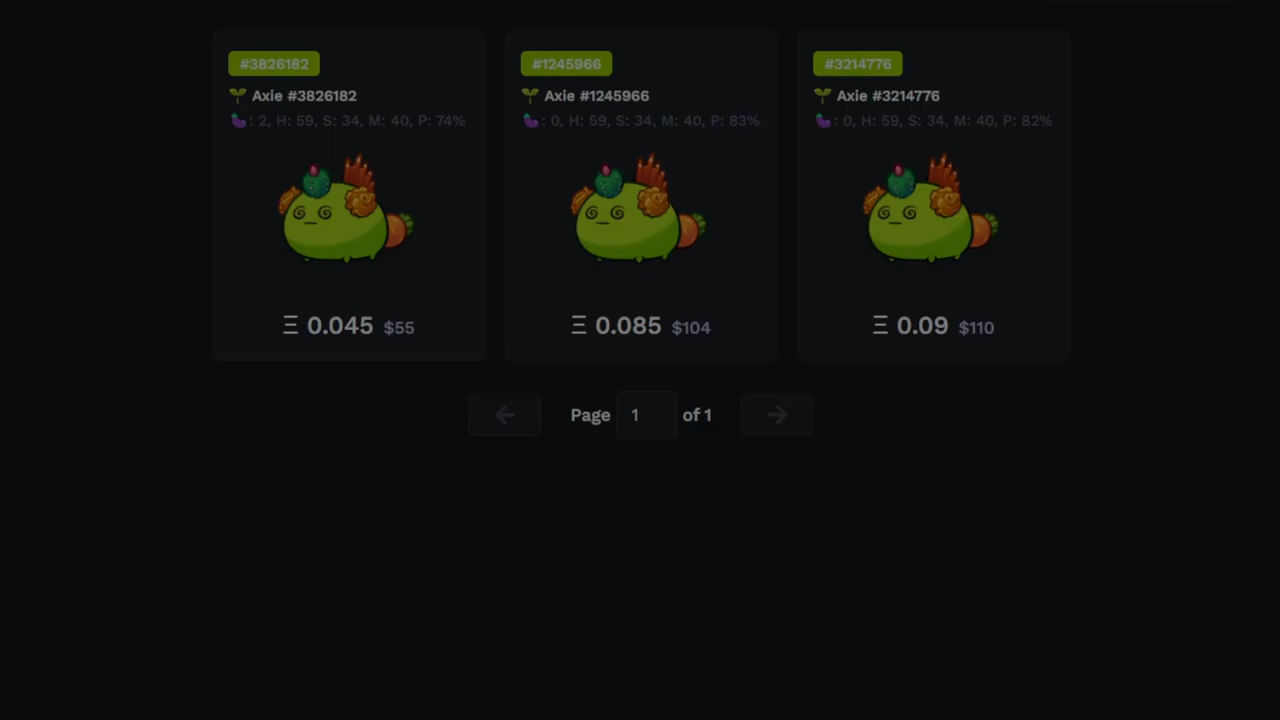 #3826182
Axie #3826182
🍆: 2, H: 59, S: 34, M: 40, P: 74%
Ξ 0.045 $55
#1245966
Axie #1245966
🍆: 0, H: 59, S: 34, M: 40, P: 83%
Ξ 0.085 $104
#3214776
Axie #3214776
🍆: 0, H: 59, S: 34, M: 40, P: 82%
Ξ 0.09 $110
Page 1 of 1